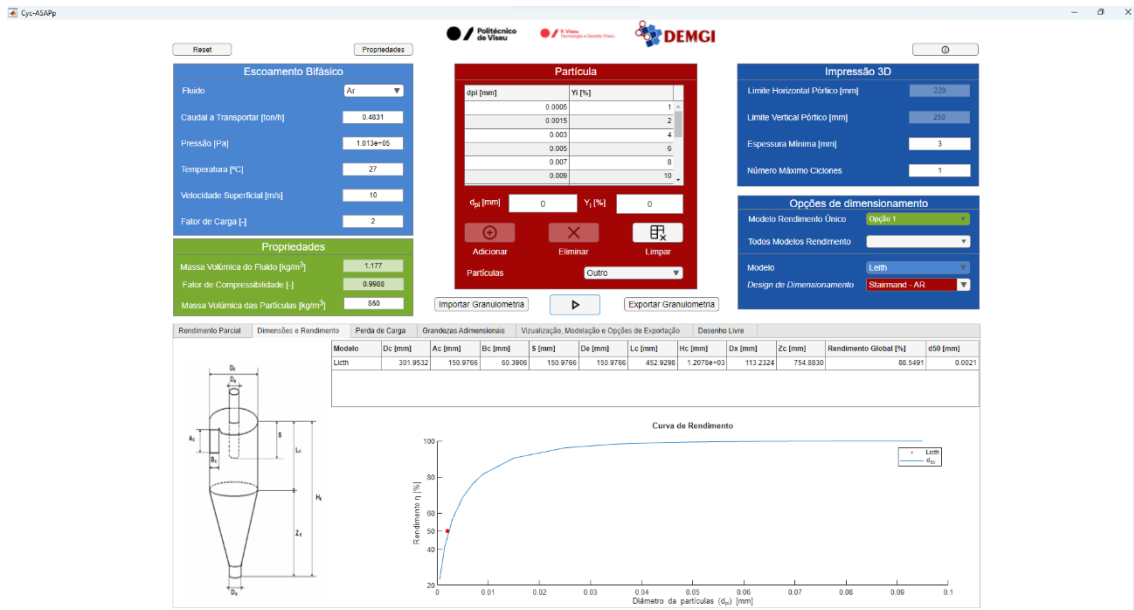 Cyc-ASAPp
Politécnico
de Viseu
P.Viseu
DEMGI
Reset
Propriedades
Escoamento Bifásico
Fluido
Ar
Caudal a Transportar [ton/h]
0.4831
Pressão [Pa]
1.013e+05
Temperatura [ºC]
27
Velocidade Superficial [m/s]
10
Fator de Carga [-]
2
Propriedades
Massa Volúmica do Fluido [kg/m3]
1.177
Fator de Compressibilidade [-]
0.9988
Massa Volúmica das Partículas [kg/m3]
860
Partícula
dpi [mm] Yi [%]
0.0005 1
0.0015 2
0.003 4
0.005 6
0.007 8
0.009 10
dpi [mm] 0 Yi [%] 0
Adicionar Eliminar Limpar
Partículas Outro
Importar Granulometria Exportar Granulometria
Impressão 3D
Limite Horizontal Pórtico [mm] 220
Limite Vertical Pórtico [mm] 250
Espessura Mínima [mm] 3
Número Máximo Ciclones 1
Opções de dimensionamento
Modelo Rendimento Único Opção 1
Todos Modelos Rendimento
Modelo Leith
Design de Dimensionamento Stairmand - AR
Rendimento Parcial Dimensões e Rendimento Perda de Carga Grandezas Adimensionais Vizualização, Modelação e Opções de Exportação Desenho Livre
Modelo Dc [mm] Ac [mm] Bc [mm] S [mm] De [mm] Lc [mm] Hc [mm] Dx [mm] Zc [mm] Rendimento Global [%] d50 [mm]
Licth 301.9532 150.9766 60.3906 150.9766 150.9766 452.9298 1.2078e+03 113.2324 754.8830 88.5491 0.0021
De
S
Lc
Hc
Zc
Curva de Rendimento
Licth
d50
Rendimento η [%]
100
80
60
40
20
0 0.01 0.02 0.03 0.04 0.05 0.06 0.07 0.08 0.09 0.1
Diâmetro da partículas (dpi) [mm]